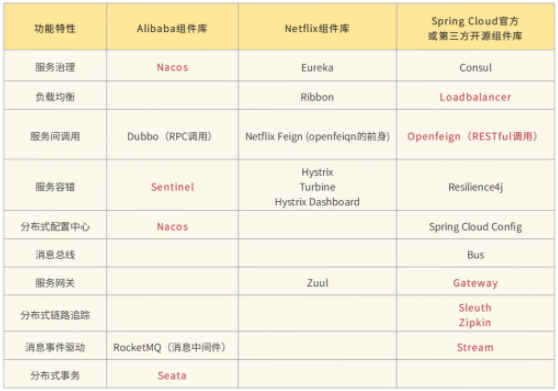 功能特性 Alibaba组件库 Netflix组件库 Spring Cloud官方
或第三方开源组件库
服务治理 Nacos Eureka Consul
负载均衡 Ribbon Loadbalancer
服务间调用 Dubbo（RPC调用） Netflix Feign (openfeiqn的前身) Openfeign（RESTful调用）
服务容错 Sentinel Hystrix
Turbine
Hystrix Dashboard Resilience4j
分布式配置中心 Nacos Spring Cloud Config
消息总线 Bus
服务网关 Zuul Gateway
分布式链路追踪 Sleuth
Zipkin
消息事件驱动 RocketMQ（消息中间件） Stream
分布式事务 Seata